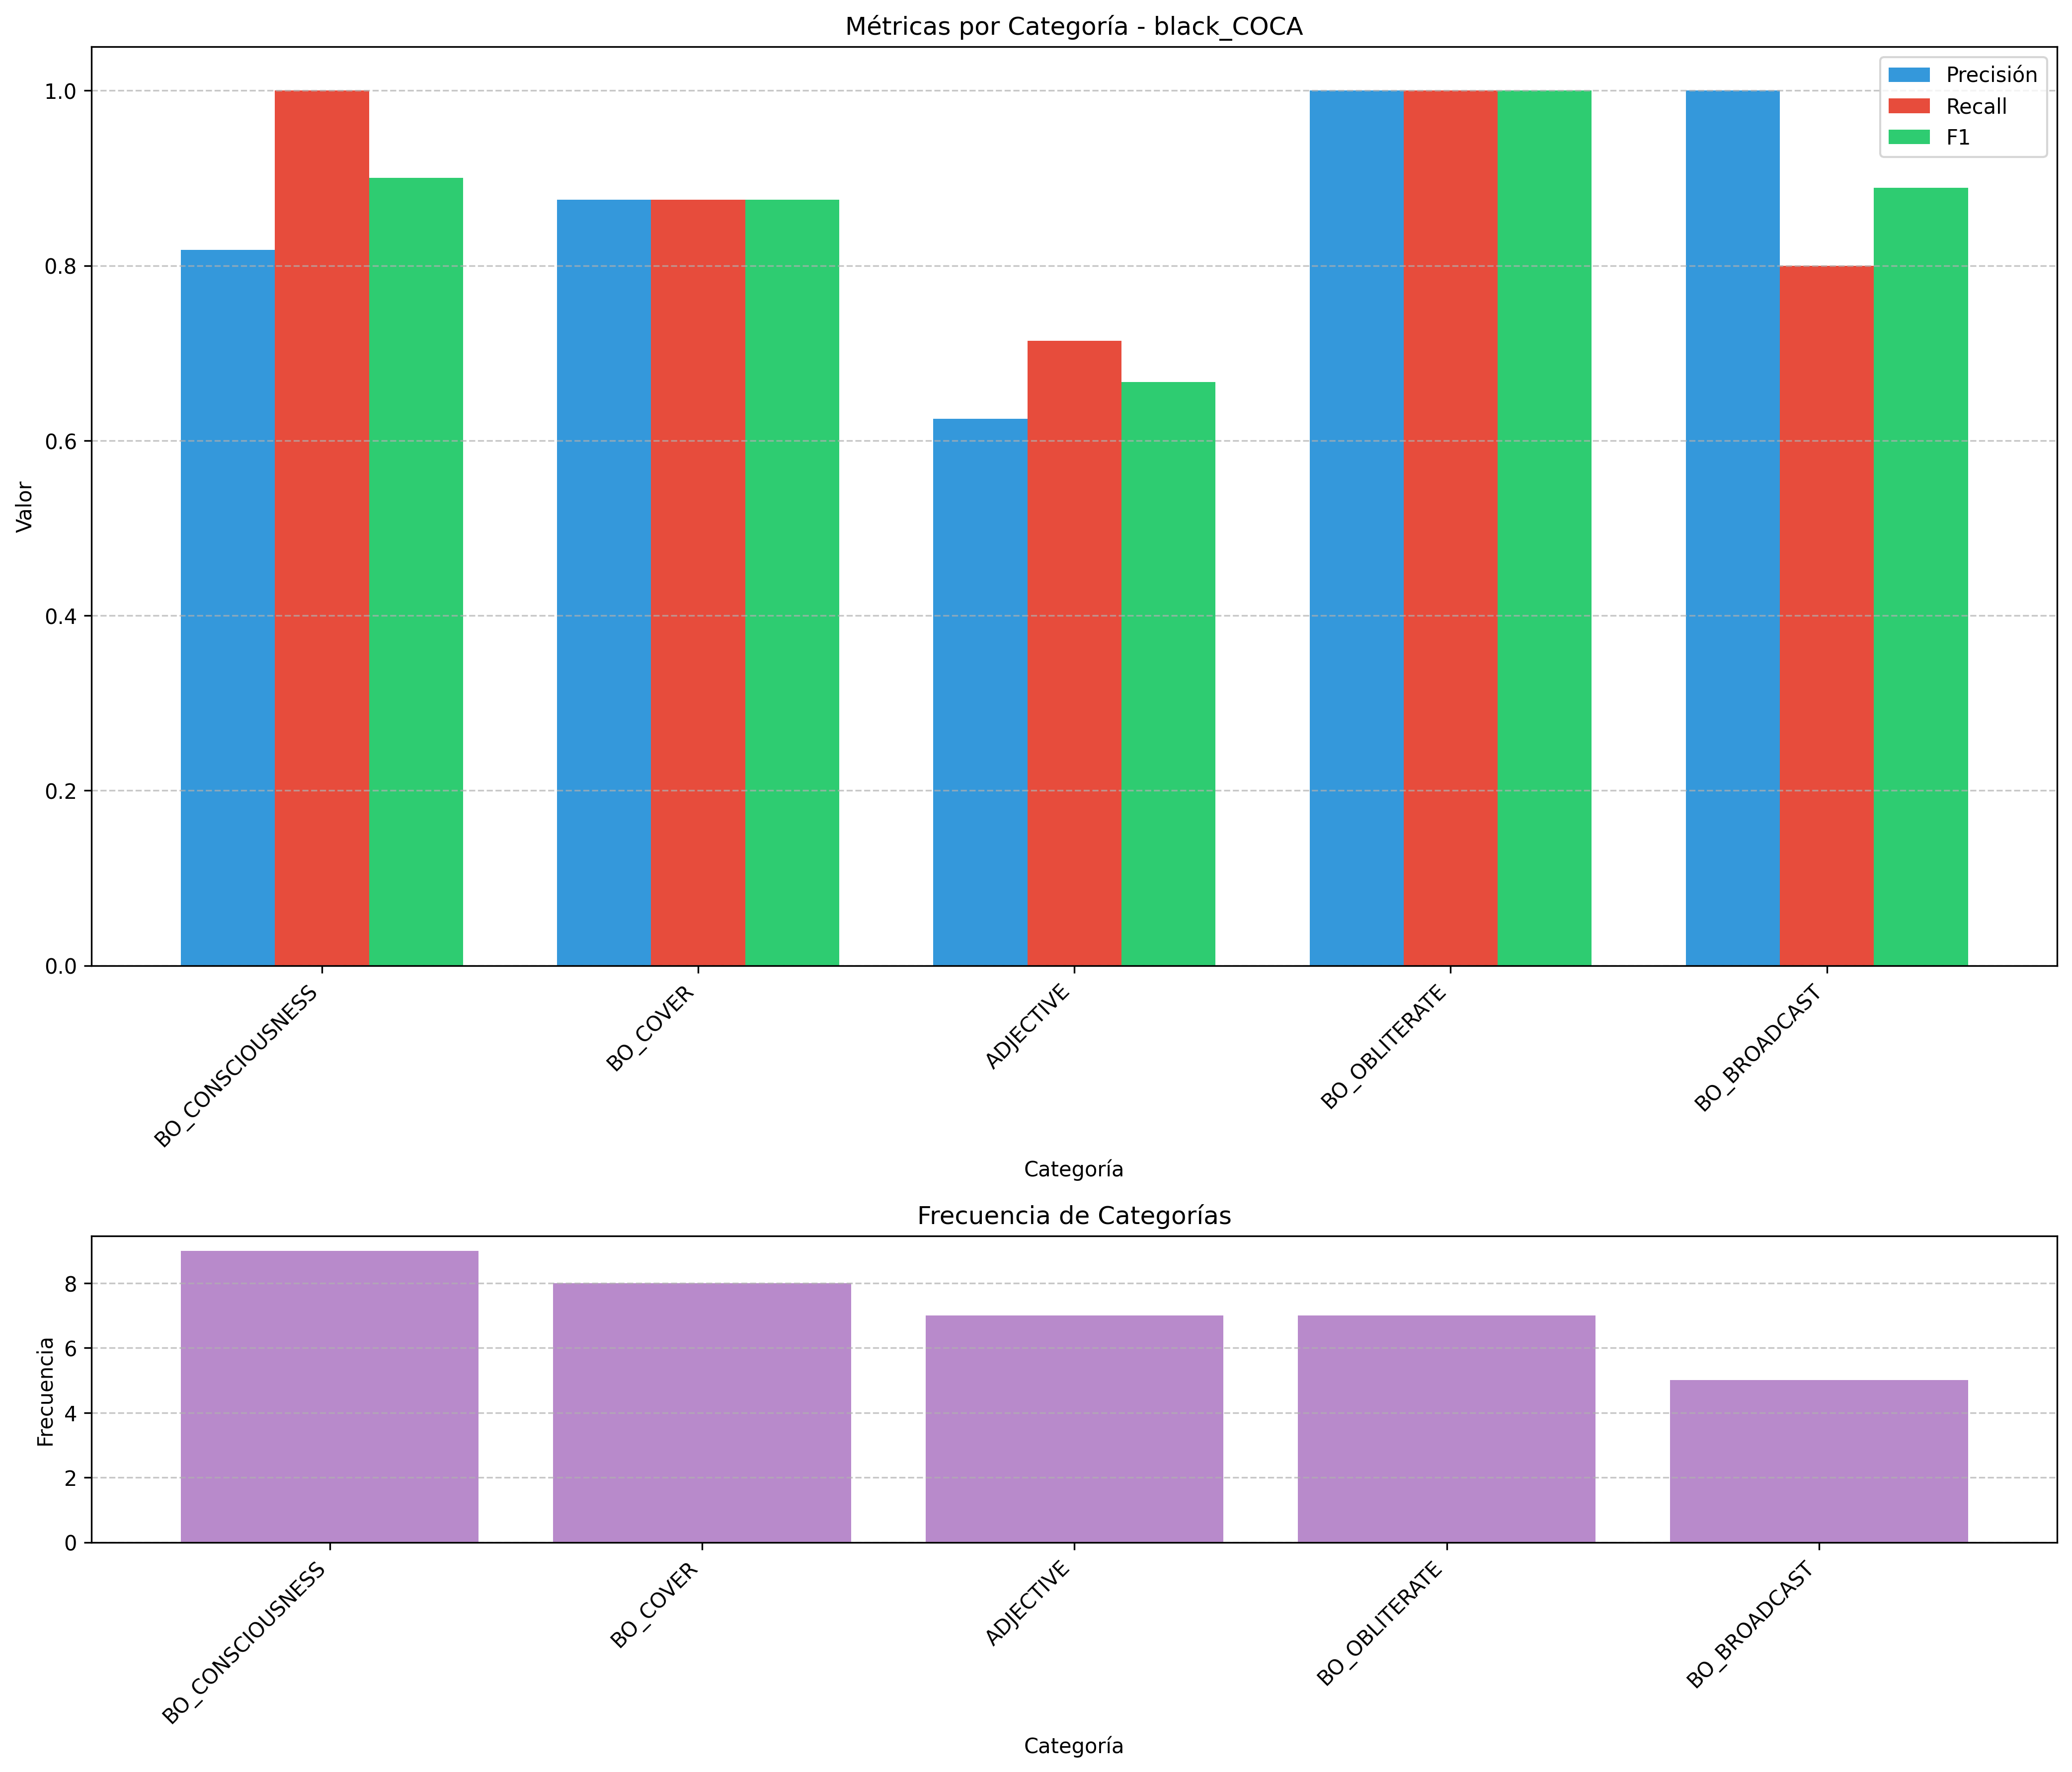 Métricas por Categoría - black_COCA
Precisión
Recall
F1
Valor
1.0
0.8
0.6
0.4
0.2
0.0
BO_CONSCIOUSNESS
BO_COVER
ADJECTIVE
BO_OBLITERATE
BO_BROADCAST
Categoría
Frecuencia de Categorías
Frecuencia
8
6
4
2
0
BO_CONSCIOUSNESS
BO_COVER
ADJECTIVE
BO_OBLITERATE
BO_BROADCAST
Categoría